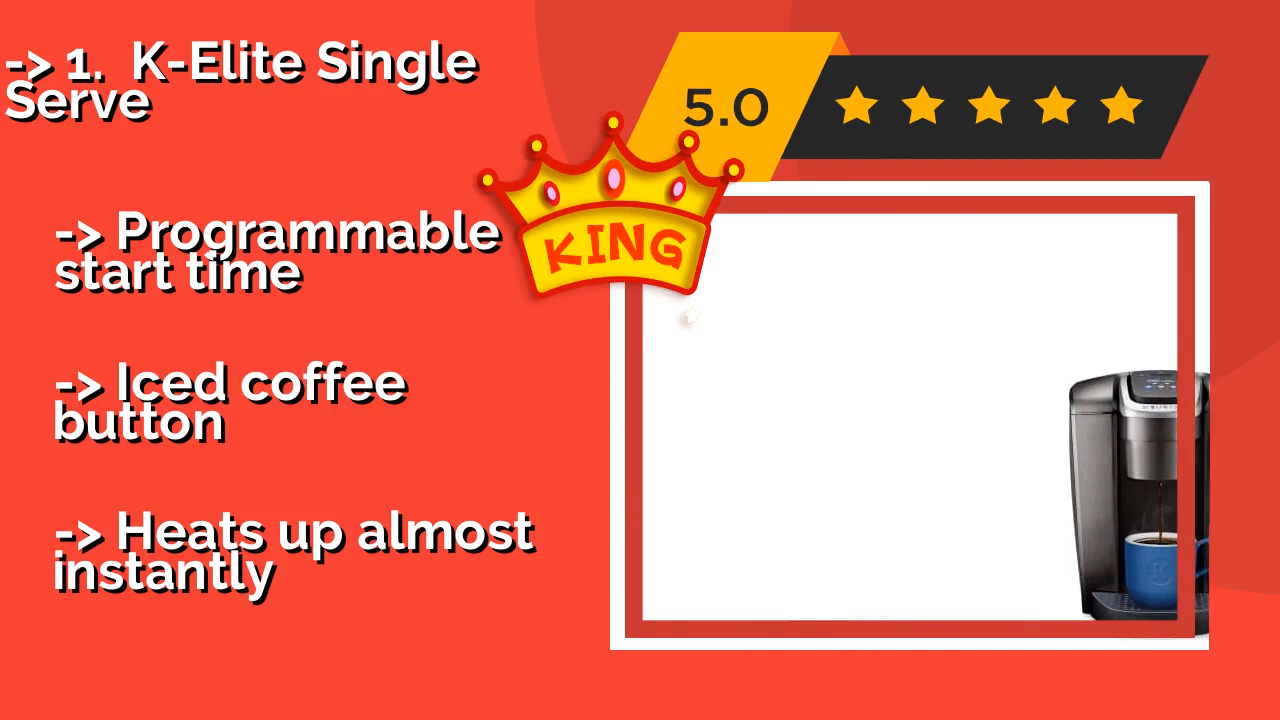 -> 1. K-Elite Single
Serve
5.0
KING
-> Programmable
start time
-> Iced coffee
button
-> Heats up almost
instantly